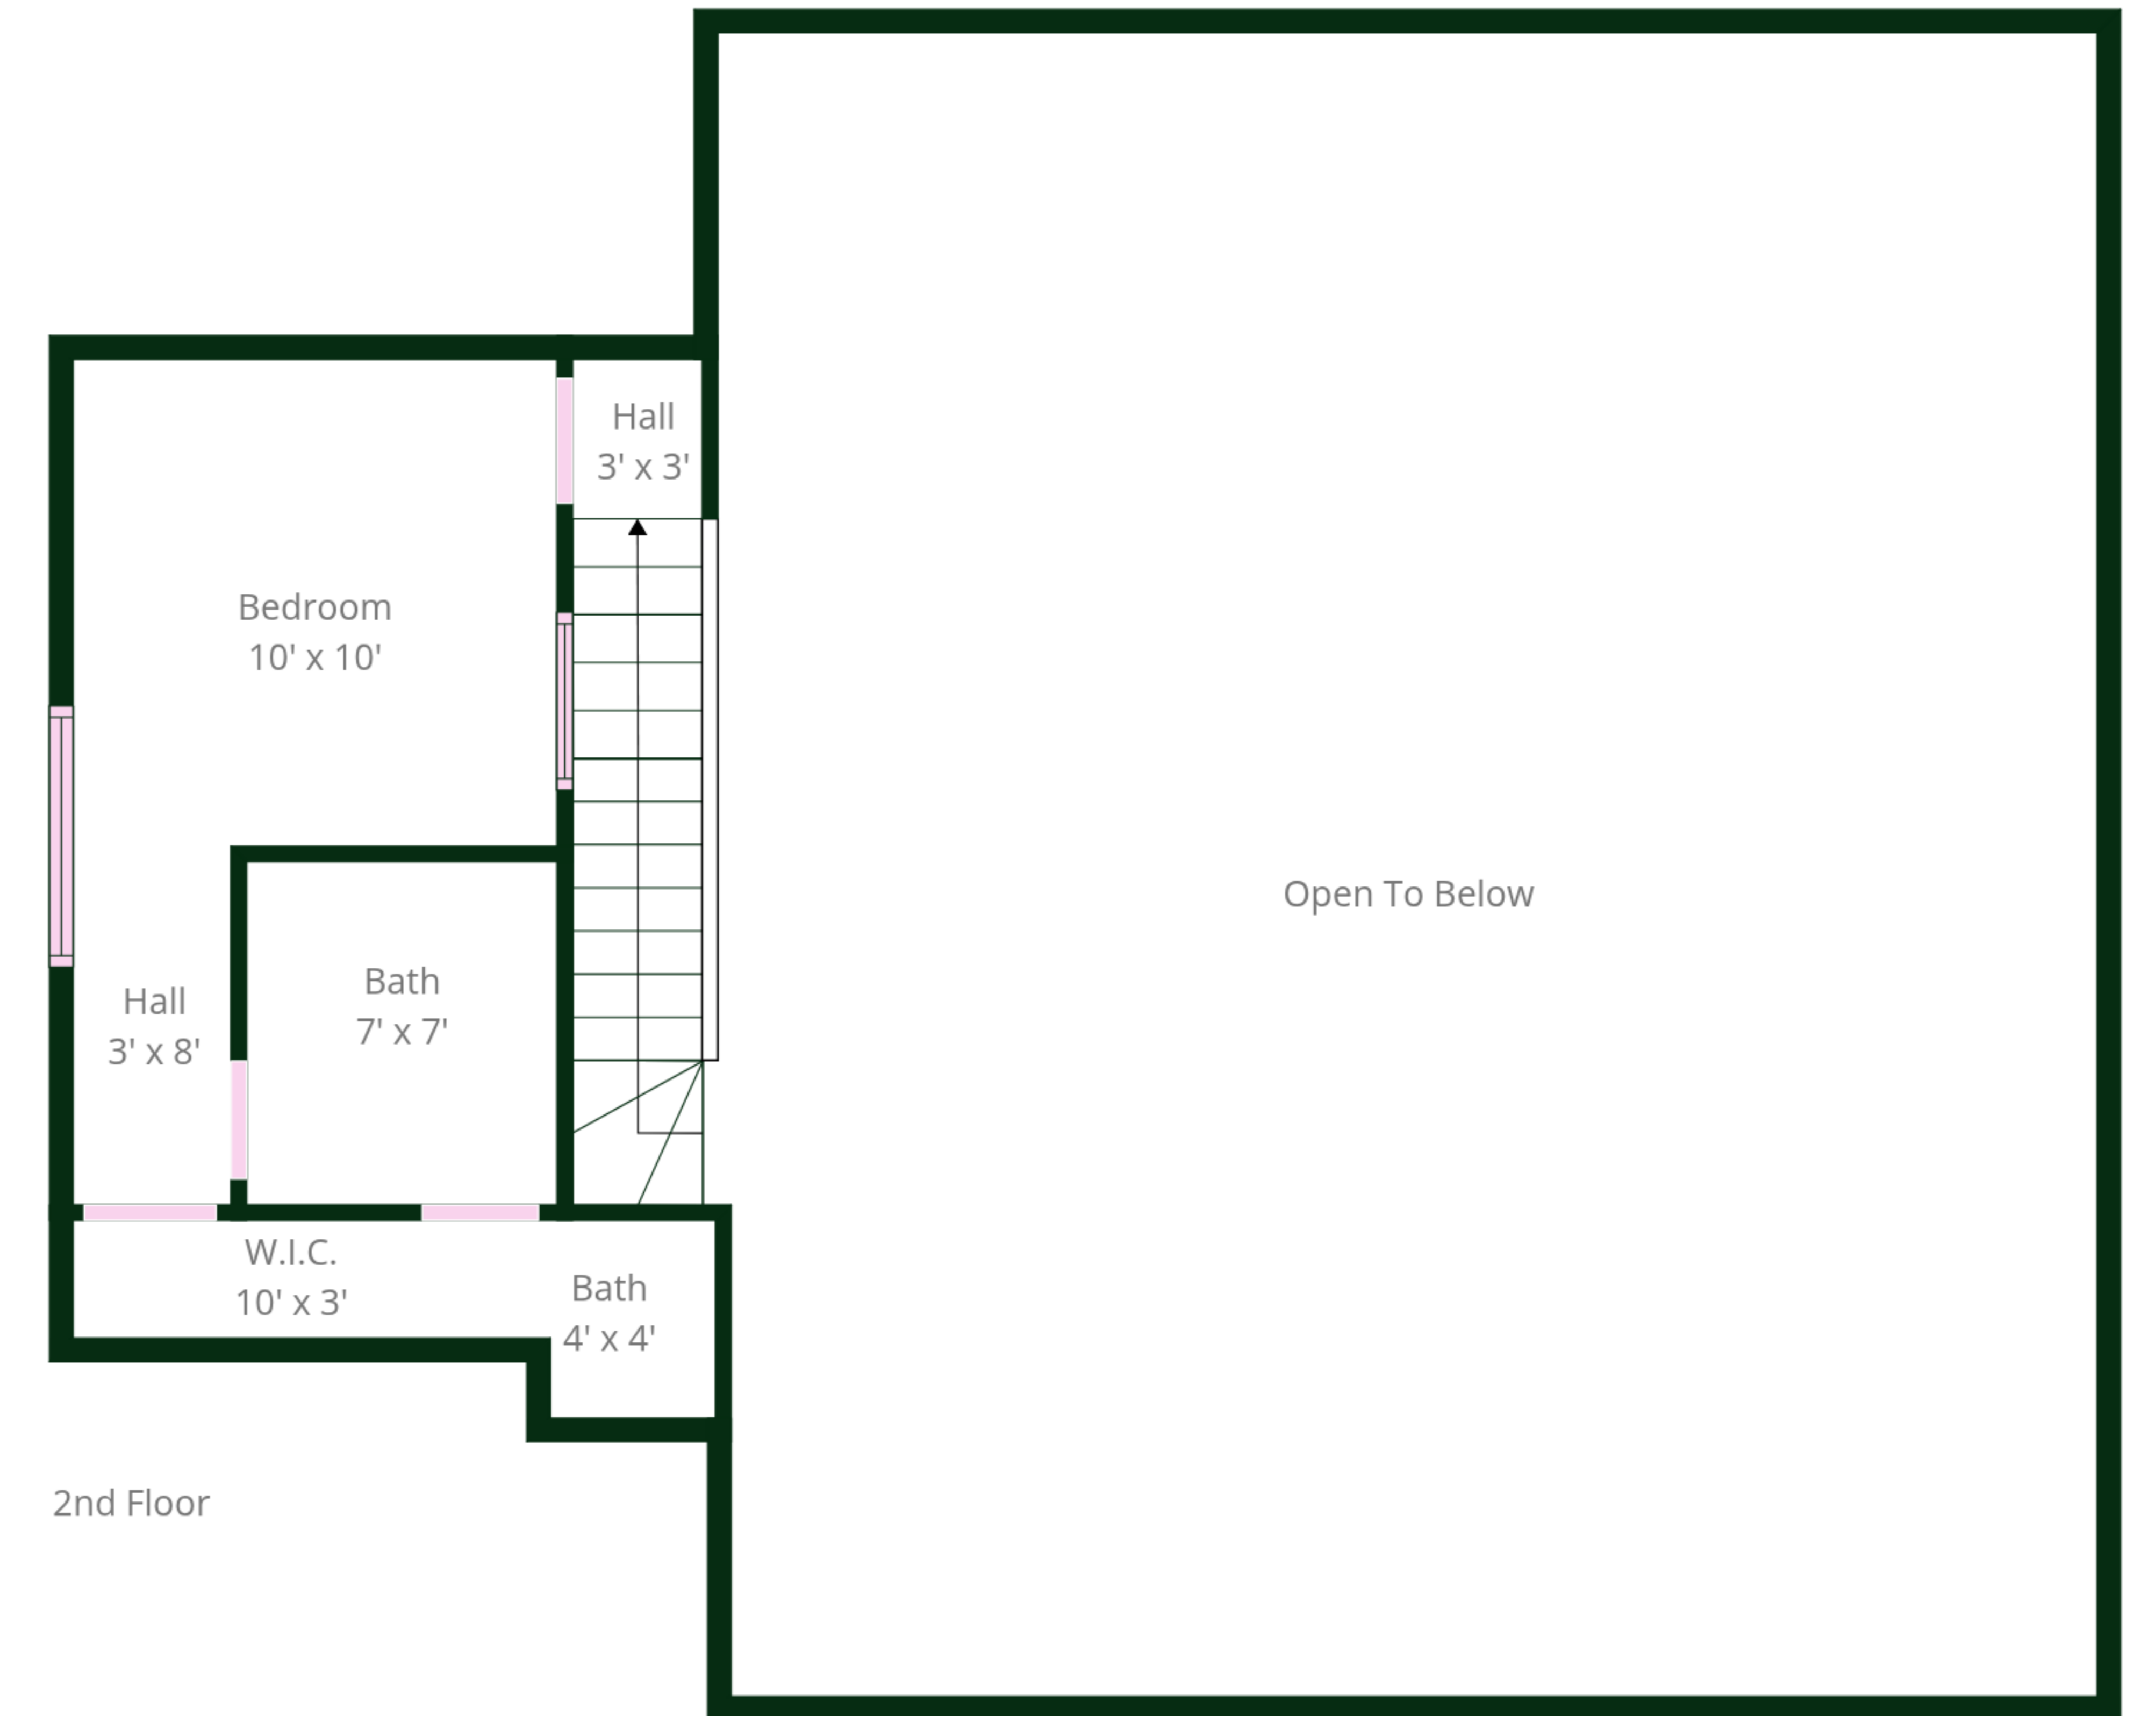 Hall
3' x 3'
Bedroom
10' x 10'
Open To Below
Hall
3' x 8'
Bath
7' x 7'
W.I.C.
10' x 3'
Bath
4' x 4'
2nd Floor